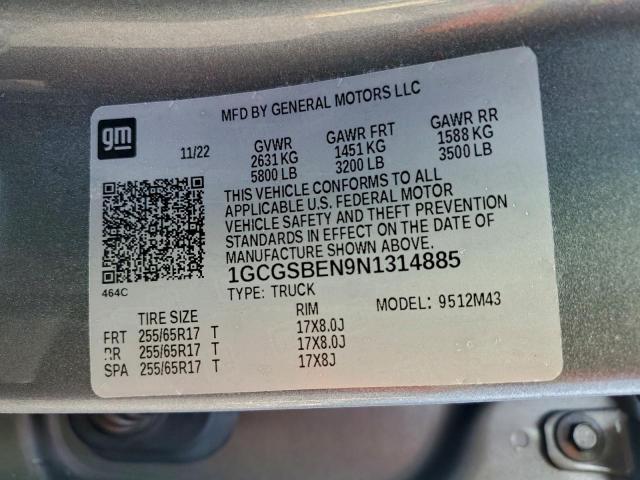 MFD BY GENERAL MOTORS LLC
gm
11/22 GVWR GAWR FRT GAWR RR
2631 KG 1451 KG 1588 KG
5800 LB 3200 LB 3500 LB
THIS VEHICLE CONFORMS TO ALL
APPLICABLE U.S. FEDERAL MOTOR
VEHICLE SAFETY AND THEFT PREVENTION
STANDARDS IN EFFECT ON THE DATE OF
MANUFACTURE SHOWN ABOVE.
464C 1GCGSBEN9N1314885
TYPE: TRUCK
TIRE SIZE RIM MODEL: 9512M43
FRT 255/65R17 T 17X8.0J
RR 255/65R17 T 17X8.0J
SPA 255/65R17 T 17X8J